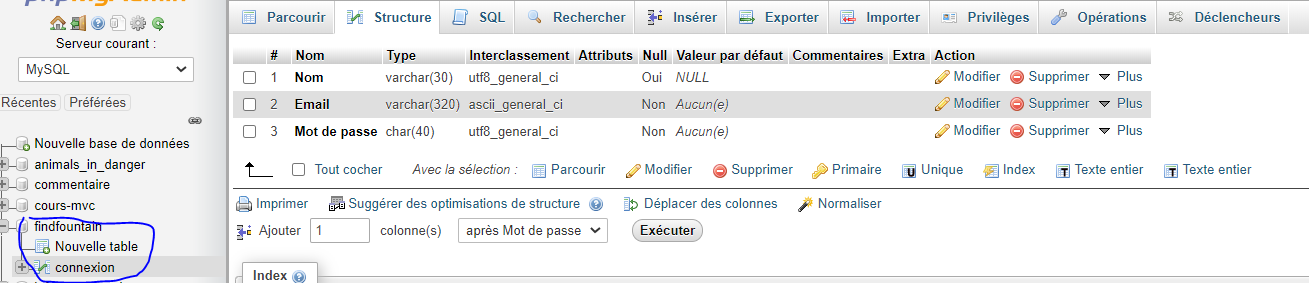 phpMyAdmin
Serveur courant :
MySQL
Récentes Préférées
Nouvelle base de données
animals_in_danger
commentaire
cours-mvc
findfountain
Nouvelle table
connexion
Parcourir Structure SQL Rechercher Insérer Exporter Importer Privilèges Opérations Déclencheurs
# Nom Type Interclassement Attributs Null Valeur par défaut Commentaires Extra Action
1 Nom varchar(30) utf8_general_ci Oui NULL Modifier Supprimer Plus
2 Email varchar(320) ascii_general_ci Non Aucun(e) Modifier Supprimer Plus
3 Mot de passe char(40) utf8_general_ci Non Aucun(e) Modifier Supprimer Plus
Tout cocher Avec la sélection : Parcourir Modifier Supprimer Primaire Unique Index Texte entier Texte entier
Imprimer Suggérer des optimisations de structure Déplacer des colonnes Normaliser
Ajouter 1 colonne(s) après Mot de passe Exécuter
Index